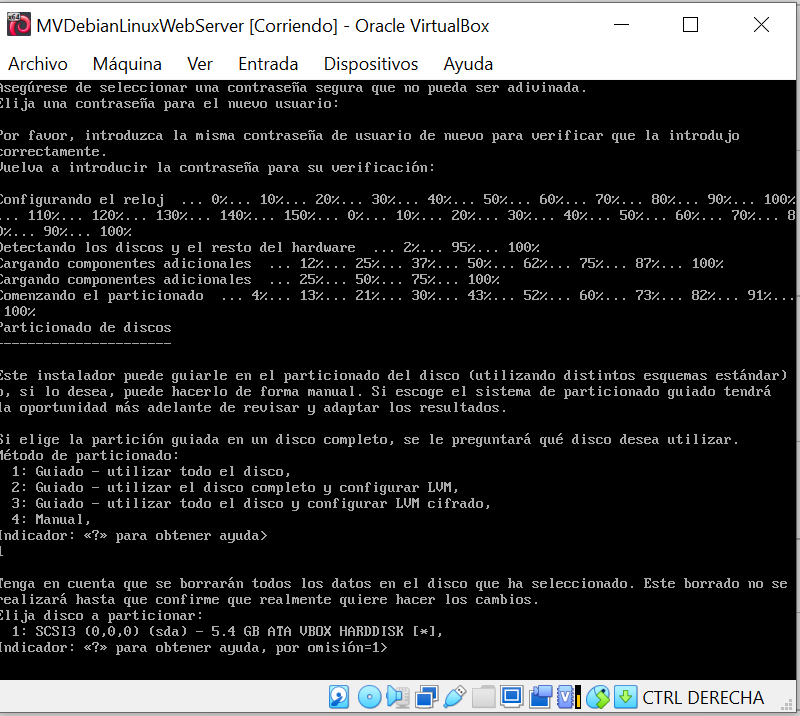 MVDebianLinuxWebServer [Corriendo] - Oracle VirtualBox
Archivo Máquina Ver Entrada Dispositivos Ayuda
Asegúrese de seleccionar una contraseña segura que no pueda ser adivinada.
Elija una contraseña para el nuevo usuario:
Por favor, introduzca la misma contraseña de usuario de nuevo para verificar que la introdujo
correctamente.
Vuelva a introducir la contraseña para su verificación:
Configurando el reloj ... 0%... 10%... 20%... 30%... 40%... 50%... 60%... 70%... 80%... 90%... 100%
... 110%... 120%... 130%... 140%... 150%... 0%... 10%... 20%... 30%... 40%... 50%... 60%... 70%... 8
0%... 90%... 100%
Detectando los discos y el resto del hardware ... 2%... 95%... 100%
Cargando componentes adicionales ... 12%... 25%... 37%... 50%... 62%... 75%... 87%... 100%
Cargando componentes adicionales ... 25%... 50%... 75%... 100%
Comenzando el particionado ... 4%... 13%... 21%... 30%... 43%... 52%... 60%... 73%... 82%... 91%...
100%
Particionado de discos
----------------------
Este instalador puede guiarle en el particionado del disco (utilizando distintos esquemas estándar)
o, si lo desea, puede hacerlo de forma manual. Si escoge el sistema de particionado guiado tendrá
la oportunidad más adelante de revisar y adaptar los resultados.
Si elige la partición guiada en un disco completo, se le preguntará qué disco desea utilizar.
Método de particionado:
1: Guiado - utilizar todo el disco,
2: Guiado - utilizar el disco completo y configurar LVM,
3: Guiado - utilizar todo el disco y configurar LVM cifrado,
4: Manual,
Indicador: «?» para obtener ayuda>
1
Tenga en cuenta que se borrarán todos los datos en el disco que ha seleccionado. Este borrado no se
realizará hasta que confirme que realmente quiere hacer los cambios.
Elija disco a particionar:
1: SCSI3 (0,0,0) (sda) - 5.4 GB ATA VBOX HARDDISK [*],
Indicador: «?» para obtener ayuda, por omisión=1>
CTRL DERECHA